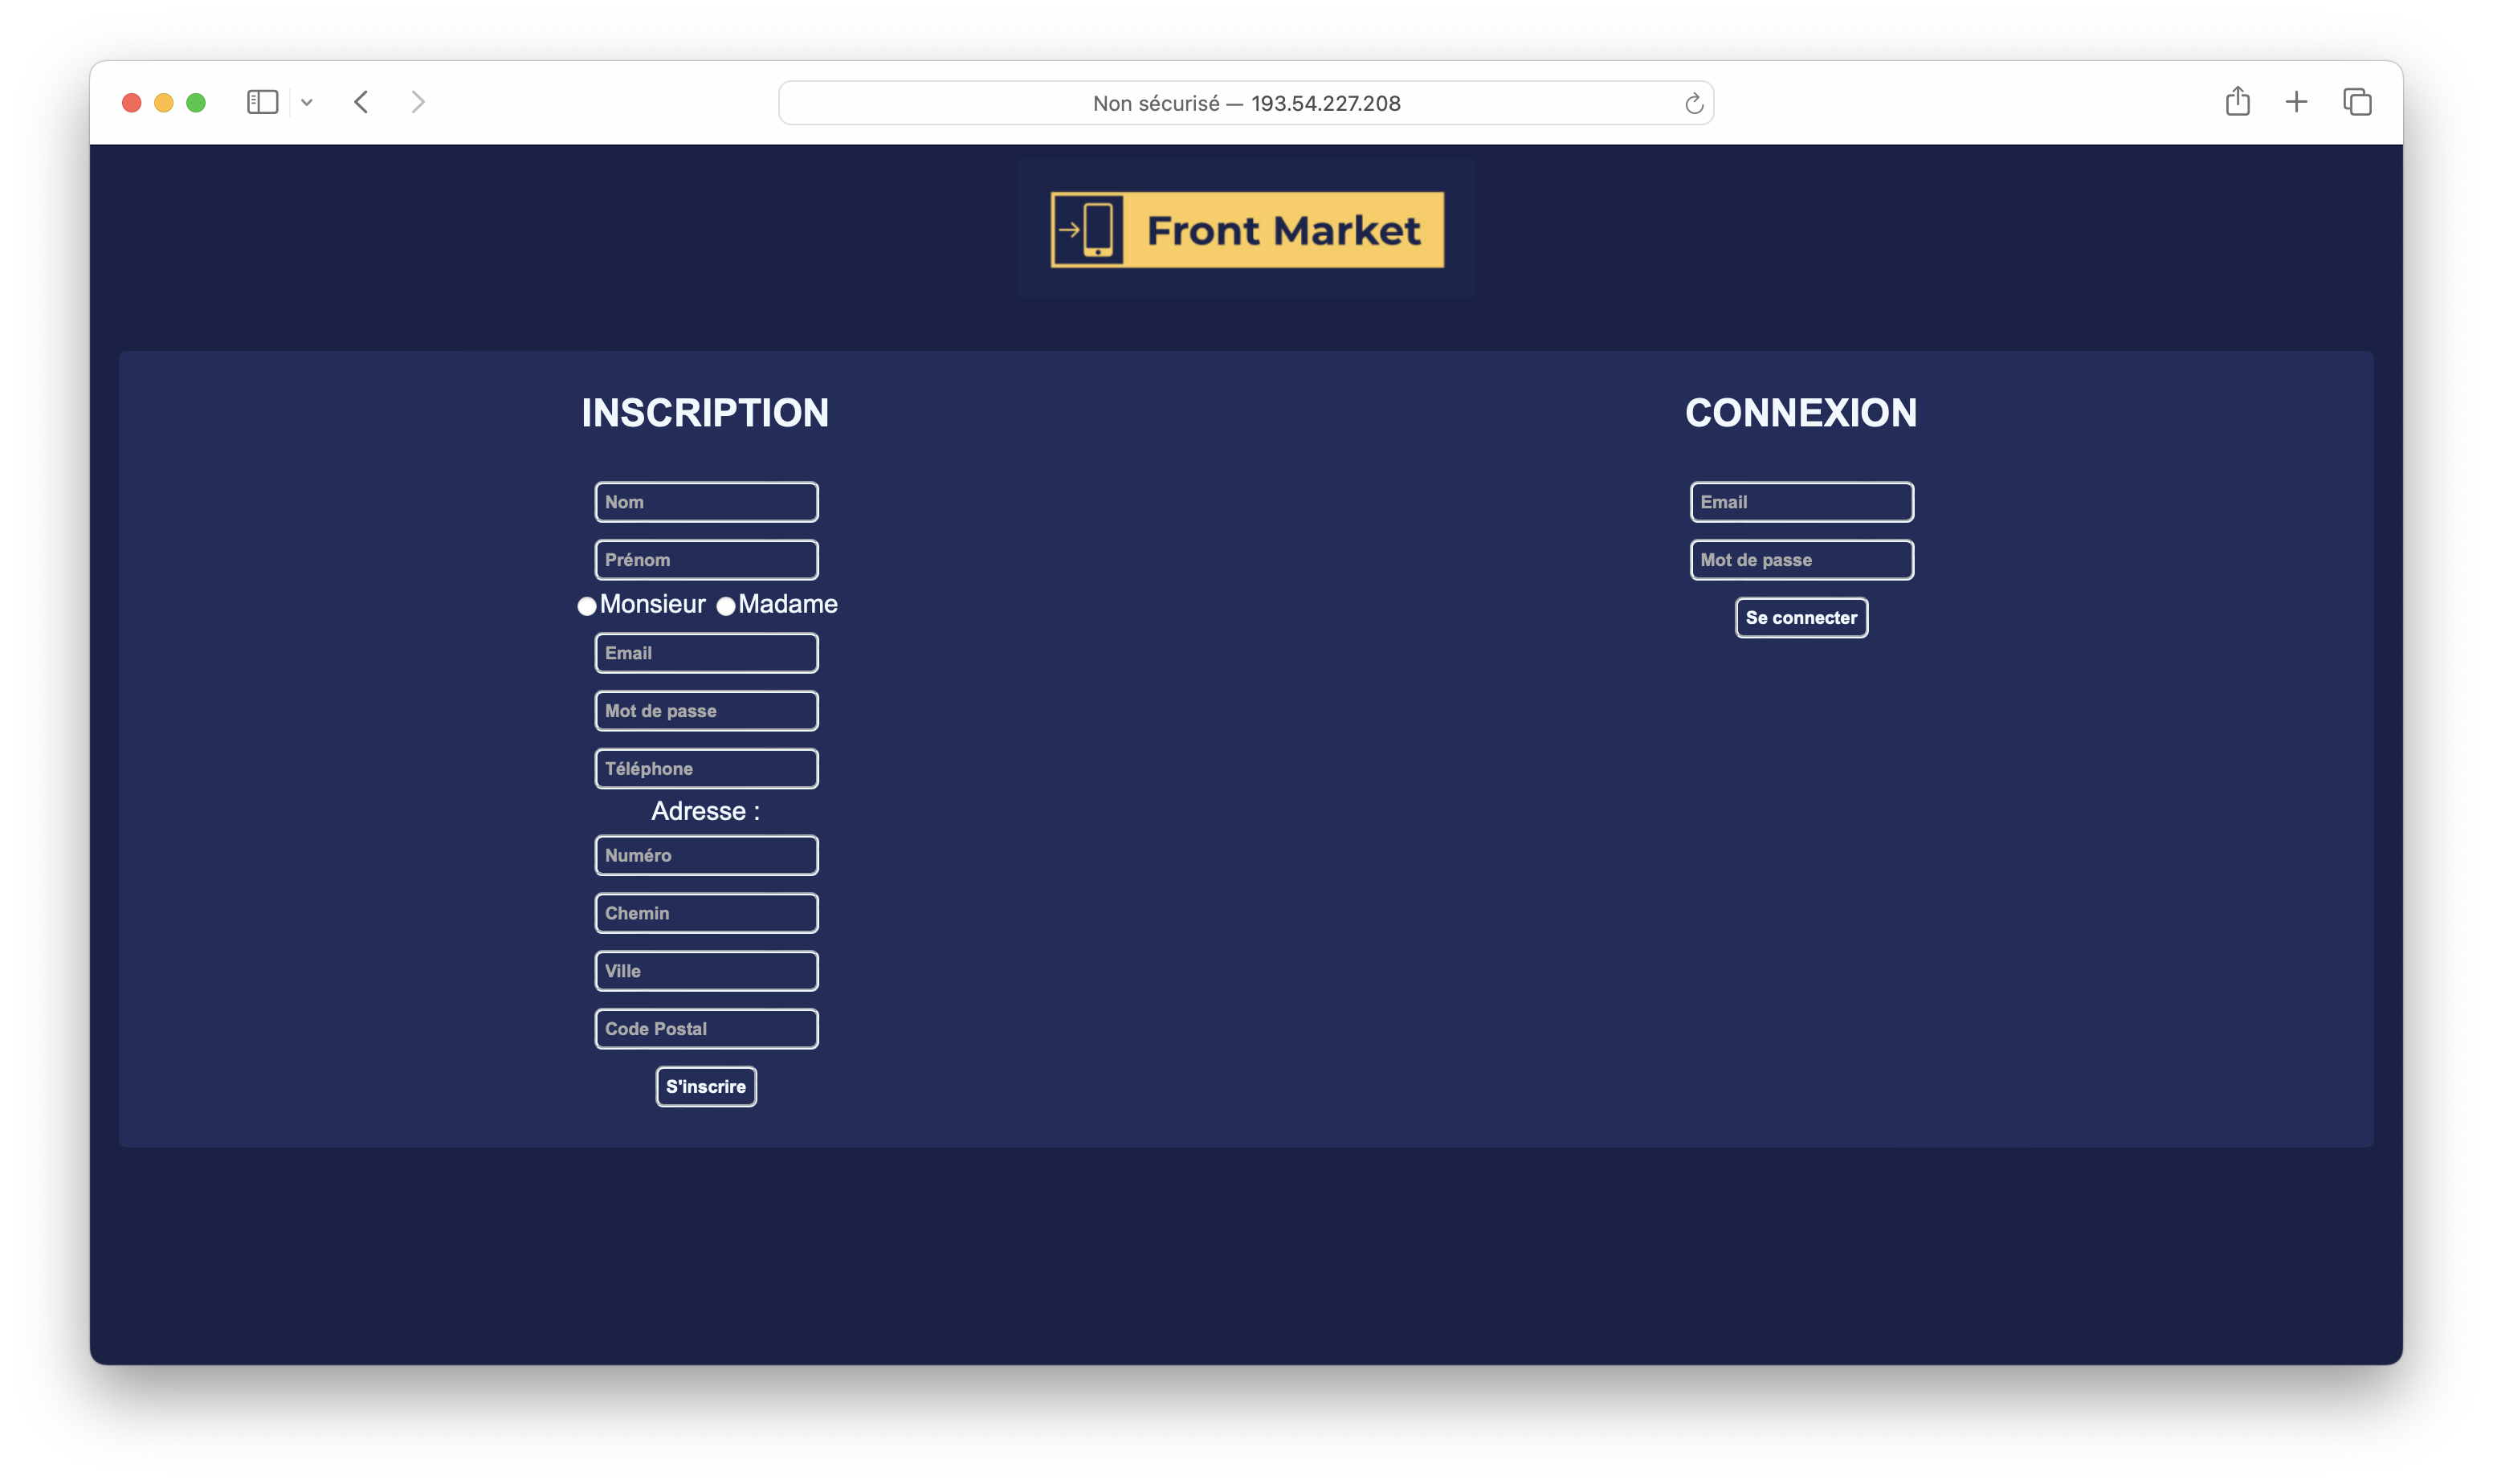 Non sécurisé — 193.54.227.208
Front Market
INSCRIPTION
Nom
Prénom
Monsieur Madame
Email
Mot de passe
Téléphone
Adresse :
Numéro
Chemin
Ville
Code Postal
S'inscrire
CONNEXION
Email
Mot de passe
Se connecter